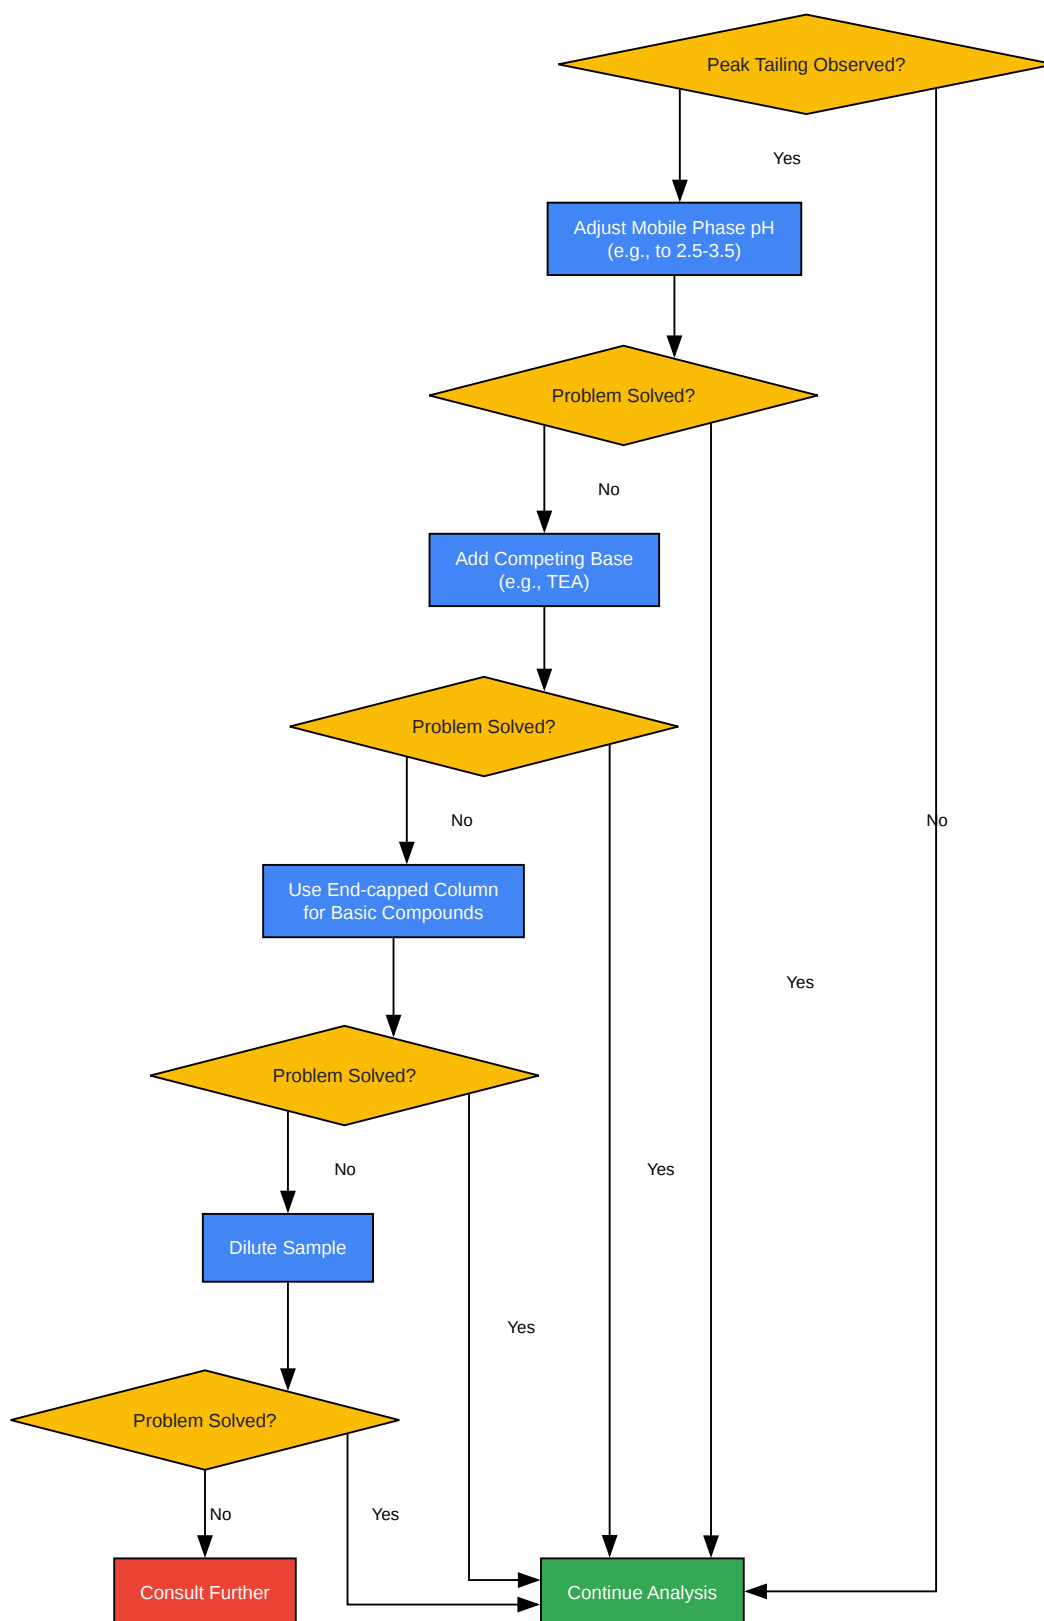 Peak Tailing Observed?
Yes
Adjust Mobile Phase pH
(e.g., to 2.5-3.5)
Problem Solved?
No
Add Competing Base
(e.g., TEA)
Problem Solved?
No
No
Use End-capped Column
for Basic Compounds
Yes
Problem Solved?
No
Yes
Dilute Sample
Yes
Problem Solved?
No
Yes
Consult Further
Continue Analysis